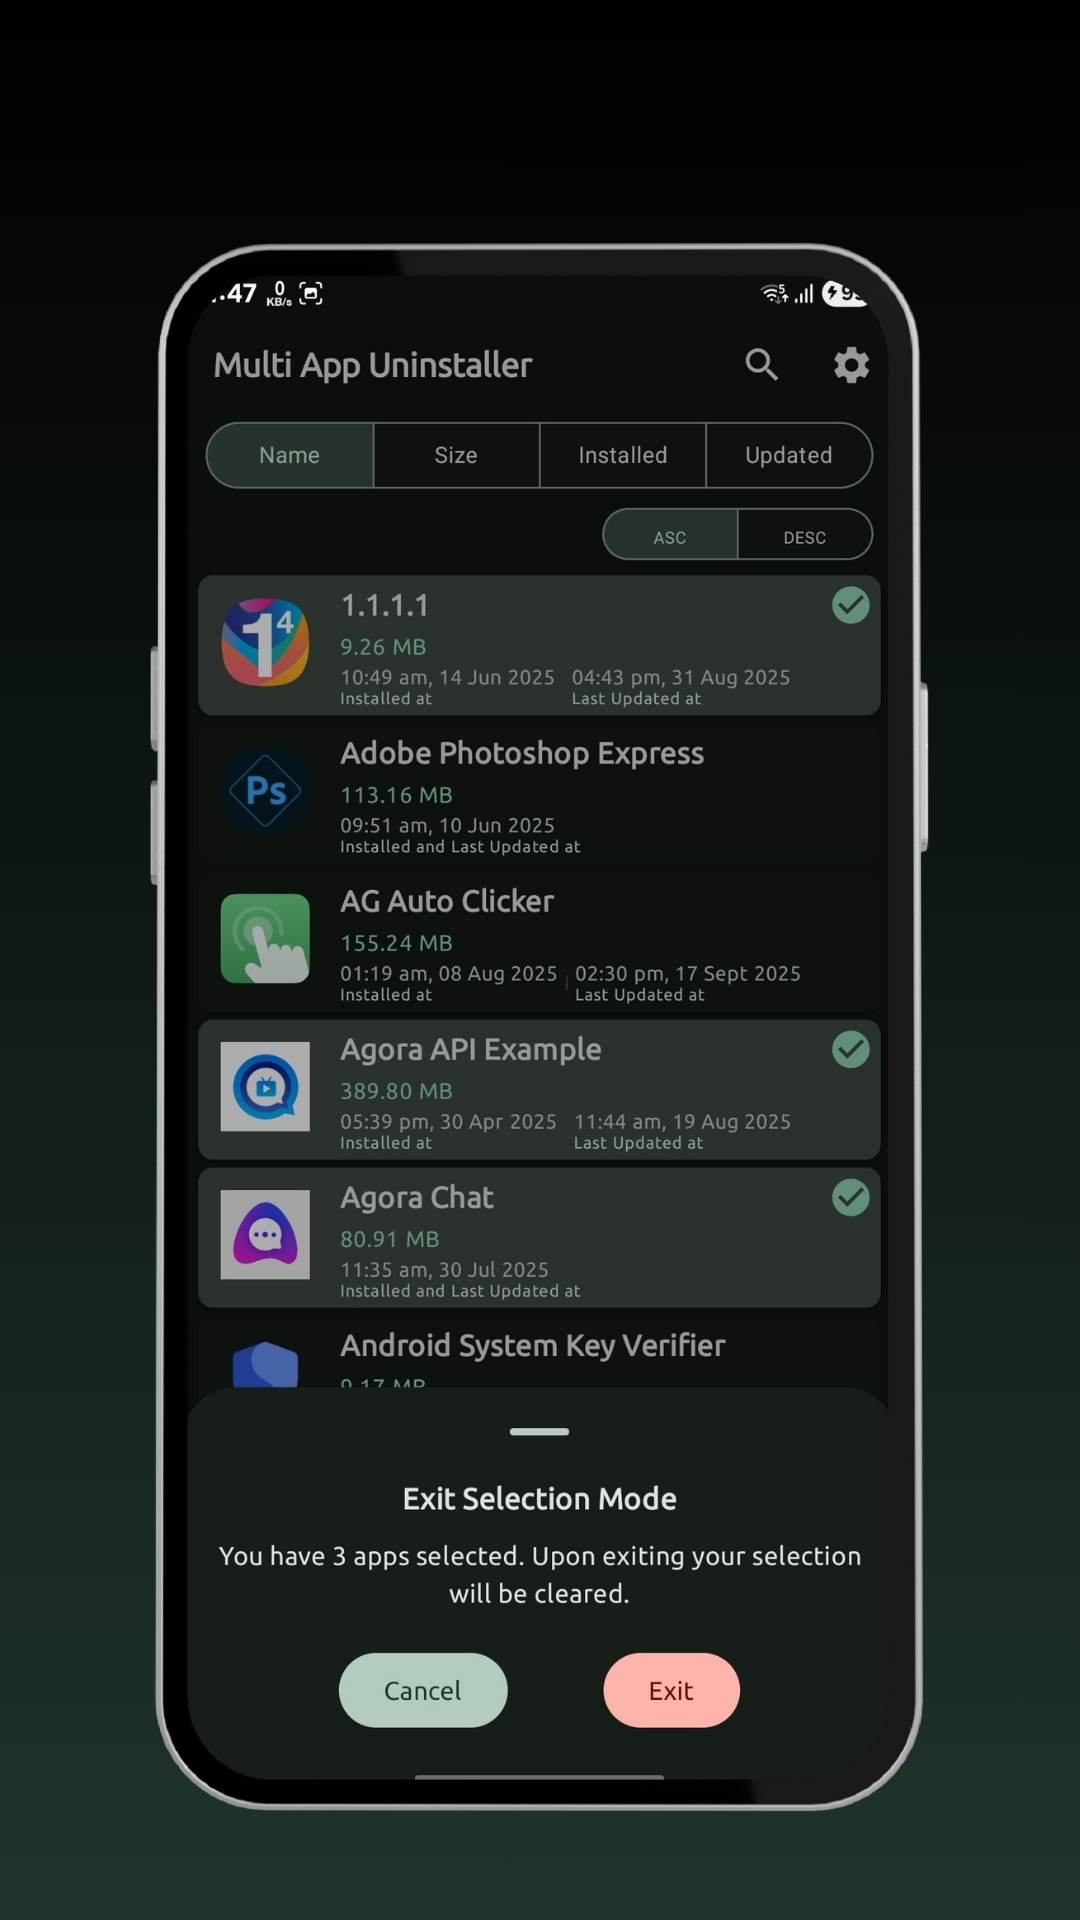 .47 0 KB/s
Multi App Uninstaller
Name Size Installed Updated
ASC DESC
1.1.1.1
9.26 MB
10:49 am, 14 Jun 2025 04:43 pm, 31 Aug 2025
Installed at Last Updated at
Adobe Photoshop Express
Ps
113.16 MB
09:51 am, 10 Jun 2025
Installed and Last Updated at
AG Auto Clicker
155.24 MB
01:19 am, 08 Aug 2025 02:30 pm, 17 Sept 2025
Installed at Last Updated at
Agora API Example
389.80 MB
05:39 pm, 30 Apr 2025 11:44 am, 19 Aug 2025
Installed at Last Updated at
Agora Chat
80.91 MB
11:35 am, 30 Jul 2025
Installed and Last Updated at
Android System Key Verifier
9.17 MB
Exit Selection Mode
You have 3 apps selected. Upon exiting your selection
will be cleared.
Cancel Exit